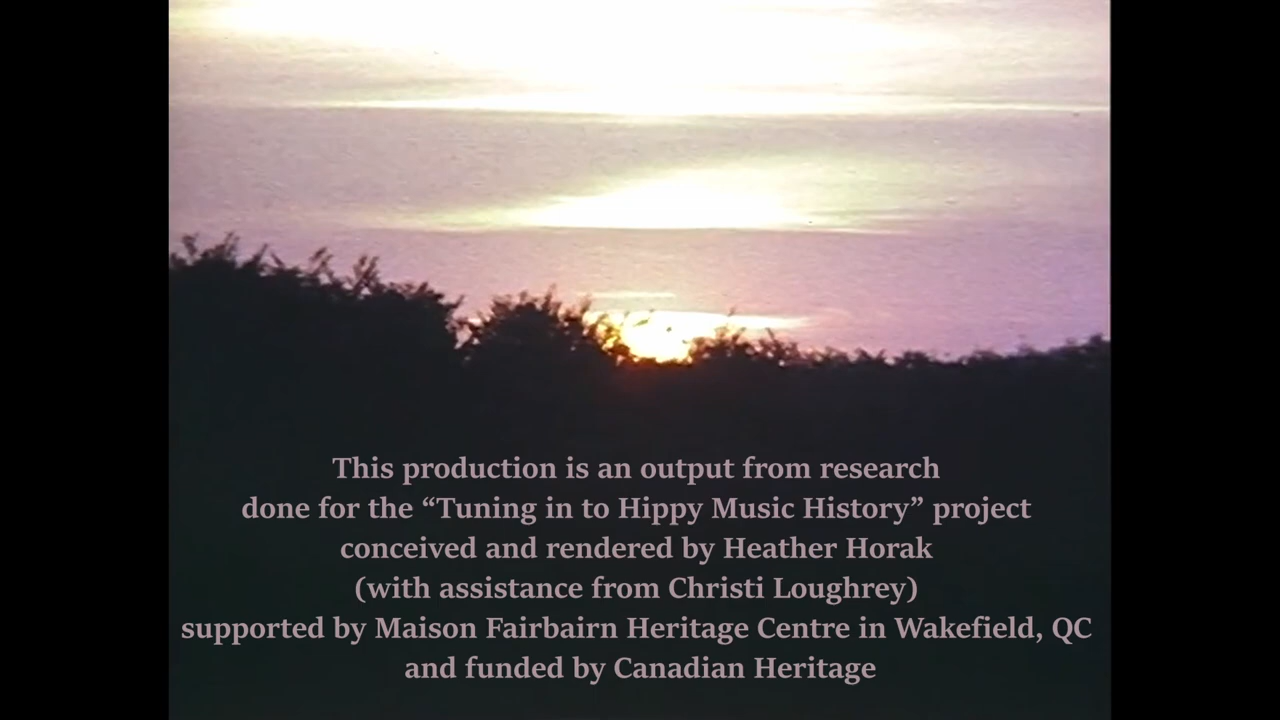 This production is an output from research
done for the “Tuning in to Hippy Music History” project
conceived and rendered by Heather Horak
(with assistance from Christi Loughrey)
supported by Maison Fairbairn Heritage Centre in Wakefield, QC
and funded by Canadian Heritage